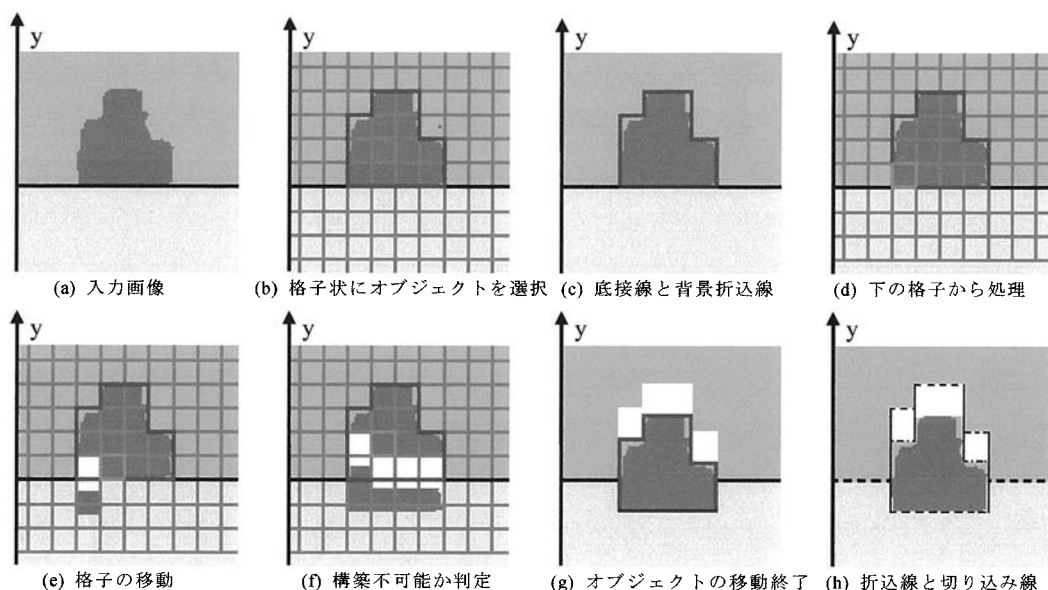 y
y
y
y
(a) 入力画像
(b) 格子状にオブジェクトを選択
(c) 底接線と背景折込線
(d) 下の格子から処理
y
y
y
y
(e) 格子の移動
(f) 構築不可能か判定
(g) オブジェクトの移動終了
(h) 折込線と切り込み線